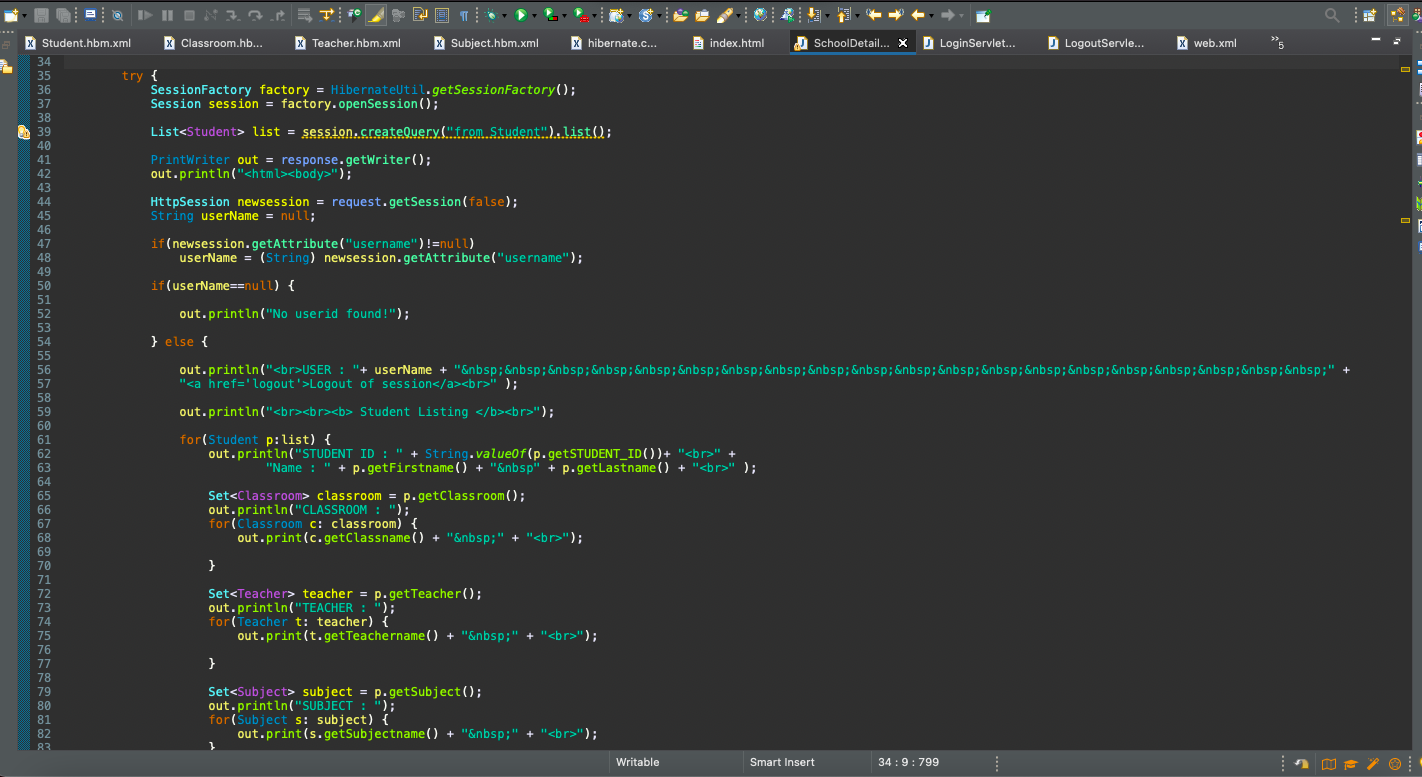 Student.hbm.xml Classroom.hb... Teacher.hbm.xml Subject.hbm.xml hibernate.c... index.html SchoolDetail... LoginServlet... LogoutServle... web.xml »5
34
35 try {
36 SessionFactory factory = HibernateUtil.getSessionFactory();
37 Session session = factory.openSession();
38
39 List<Student> list = session.createQuery("from Student").list();
40
41 PrintWriter out = response.getWriter();
42 out.println("<html><body>");
43
44 HttpSession newsession = request.getSession(false);
45 String userName = null;
46
47 if(newsession.getAttribute("username")!=null)
48 userName = (String) newsession.getAttribute("username");
49
50 if(userName==null) {
51
52 out.println("No userid found!");
53
54 } else {
55
56 out.println("<br>USER : "+ userName + "&nbsp;&nbsp;&nbsp;&nbsp;&nbsp;&nbsp;&nbsp;&nbsp;&nbsp;&nbsp;&nbsp;&nbsp;&nbsp;&nbsp;&nbsp;&nbsp;&nbsp;&nbsp;&nbsp;&nbsp;" +
57 "<a href='logout'>Logout of session</a><br>" );
58
59 out.println("<br><br><b> Student Listing </b><br>");
60
61 for(Student p:list) {
62 out.println("STUDENT ID : " + String.valueOf(p.getSTUDENT_ID())+ "<br>" +
63 "Name : " + p.getFirstname() + "&nbsp" + p.getLastname() + "<br>" );
64
65 Set<Classroom> classroom = p.getClassroom();
66 out.println("CLASSROOM : ");
67 for(Classroom c: classroom) {
68 out.print(c.getClassname() + "&nbsp;" + "<br>");
69
70 }
71
72 Set<Teacher> teacher = p.getTeacher();
73 out.println("TEACHER : ");
74 for(Teacher t: teacher) {
75 out.print(t.getTeachername() + "&nbsp;" + "<br>");
76
77 }
78
79 Set<Subject> subject = p.getSubject();
80 out.println("SUBJECT : ");
81 for(Subject s: subject) {
82 out.print(s.getSubjectname() + "&nbsp;" + "<br>");
83 }
Writable Smart Insert 34 : 9 : 799